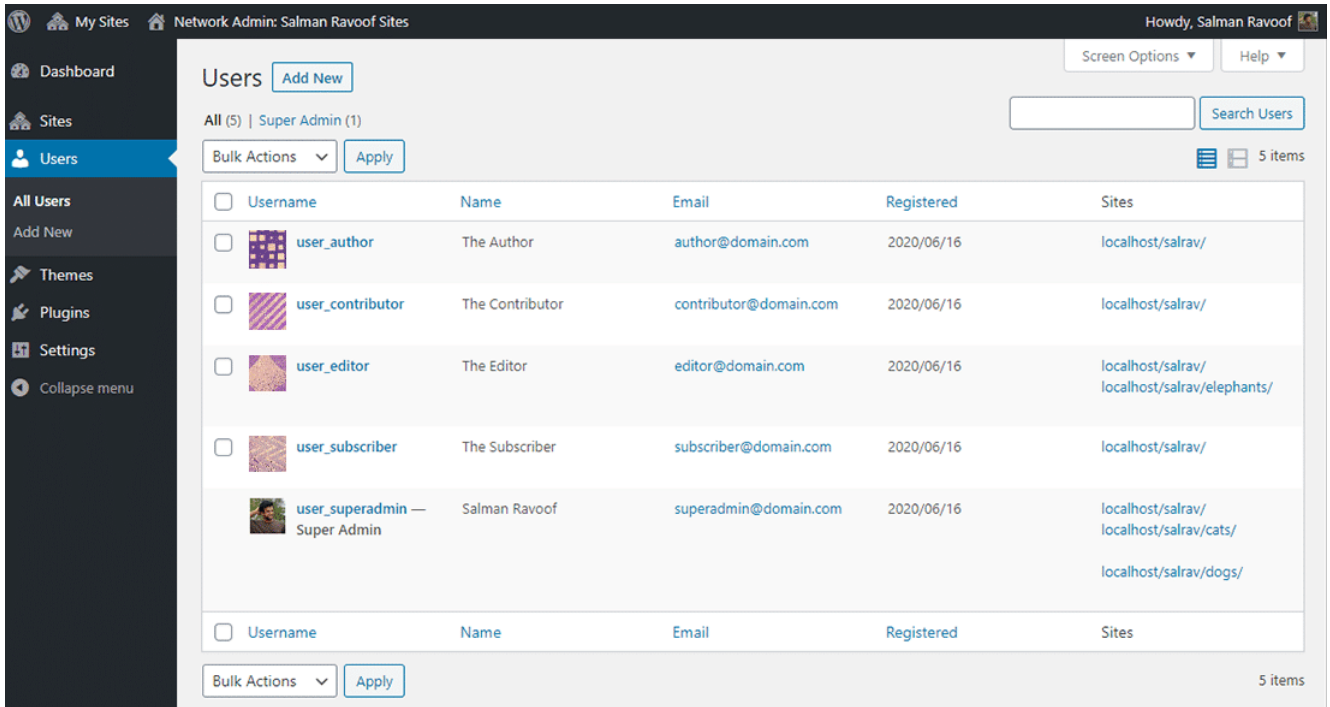 My Sites Network Admin: Salman Ravoof Sites Howdy, Salman Ravoof
Screen Options ▼ Help ▼
Dashboard
Sites
Users
All Users
Add New
Themes
Plugins
Settings
Collapse menu
Users Add New
All (5) | Super Admin (1)
Search Users
Bulk Actions Apply 5 items
Username Name Email Registered Sites
user_author The Author author@domain.com 2020/06/16 localhost/salrav/
user_contributor The Contributor contributor@domain.com 2020/06/16 localhost/salrav/
user_editor The Editor editor@domain.com 2020/06/16 localhost/salrav/
localhost/salrav/elephants/
user_subscriber The Subscriber subscriber@domain.com 2020/06/16 localhost/salrav/
user_superadmin — Salman Ravoof superadmin@domain.com 2020/06/16 localhost/salrav/
Super Admin localhost/salrav/cats/
localhost/salrav/dogs/
Username Name Email Registered Sites
Bulk Actions Apply 5 items